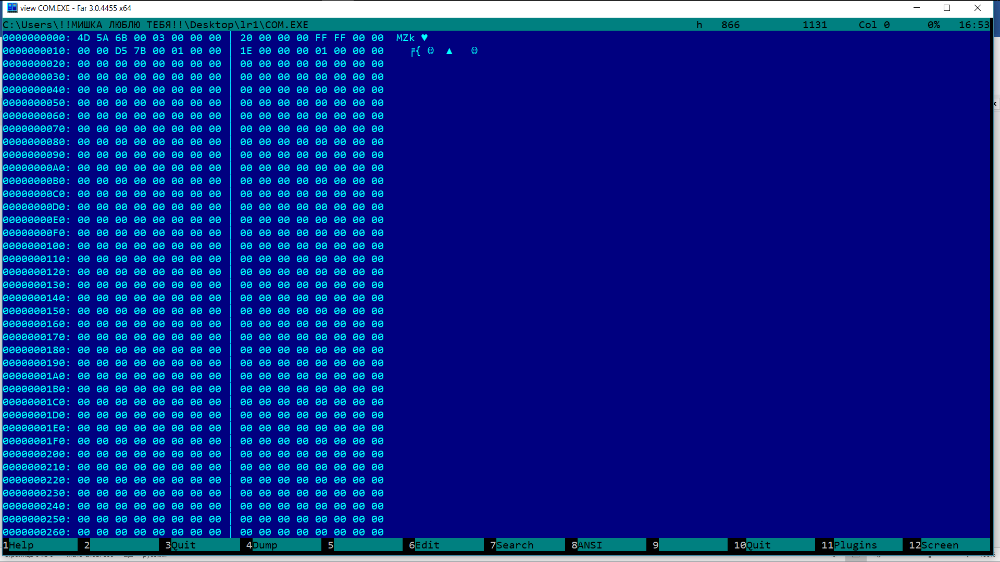 view COM.EXE - Far 3.0.4455 x64
C:\Users\!!МИШКА ЛЮБЛЮ ТЕБЯ!!\Desktop\lr1\COM.EXE h 866 1131 Col 0 0% 16:53
0000000000: 4D 5A 6B 00 03 00 00 00 | 20 00 00 00 FF FF 00 00 MZk ♥
0000000010: 00 00 D5 7B 00 01 00 00 | 1E 00 00 00 01 00 00 00 ╒{ ☺ ▲ ☺
0000000020: 00 00 00 00 00 00 00 00 | 00 00 00 00 00 00 00 00
0000000030: 00 00 00 00 00 00 00 00 | 00 00 00 00 00 00 00 00
0000000040: 00 00 00 00 00 00 00 00 | 00 00 00 00 00 00 00 00
0000000050: 00 00 00 00 00 00 00 00 | 00 00 00 00 00 00 00 00
0000000060: 00 00 00 00 00 00 00 00 | 00 00 00 00 00 00 00 00
0000000070: 00 00 00 00 00 00 00 00 | 00 00 00 00 00 00 00 00
0000000080: 00 00 00 00 00 00 00 00 | 00 00 00 00 00 00 00 00
0000000090: 00 00 00 00 00 00 00 00 | 00 00 00 00 00 00 00 00
00000000A0: 00 00 00 00 00 00 00 00 | 00 00 00 00 00 00 00 00
00000000B0: 00 00 00 00 00 00 00 00 | 00 00 00 00 00 00 00 00
00000000C0: 00 00 00 00 00 00 00 00 | 00 00 00 00 00 00 00 00
00000000D0: 00 00 00 00 00 00 00 00 | 00 00 00 00 00 00 00 00
00000000E0: 00 00 00 00 00 00 00 00 | 00 00 00 00 00 00 00 00
00000000F0: 00 00 00 00 00 00 00 00 | 00 00 00 00 00 00 00 00
0000000100: 00 00 00 00 00 00 00 00 | 00 00 00 00 00 00 00 00
0000000110: 00 00 00 00 00 00 00 00 | 00 00 00 00 00 00 00 00
0000000120: 00 00 00 00 00 00 00 00 | 00 00 00 00 00 00 00 00
0000000130: 00 00 00 00 00 00 00 00 | 00 00 00 00 00 00 00 00
0000000140: 00 00 00 00 00 00 00 00 | 00 00 00 00 00 00 00 00
0000000150: 00 00 00 00 00 00 00 00 | 00 00 00 00 00 00 00 00
0000000160: 00 00 00 00 00 00 00 00 | 00 00 00 00 00 00 00 00
0000000170: 00 00 00 00 00 00 00 00 | 00 00 00 00 00 00 00 00
0000000180: 00 00 00 00 00 00 00 00 | 00 00 00 00 00 00 00 00
0000000190: 00 00 00 00 00 00 00 00 | 00 00 00 00 00 00 00 00
00000001A0: 00 00 00 00 00 00 00 00 | 00 00 00 00 00 00 00 00
00000001B0: 00 00 00 00 00 00 00 00 | 00 00 00 00 00 00 00 00
00000001C0: 00 00 00 00 00 00 00 00 | 00 00 00 00 00 00 00 00
00000001D0: 00 00 00 00 00 00 00 00 | 00 00 00 00 00 00 00 00
00000001E0: 00 00 00 00 00 00 00 00 | 00 00 00 00 00 00 00 00
00000001F0: 00 00 00 00 00 00 00 00 | 00 00 00 00 00 00 00 00
0000000200: 00 00 00 00 00 00 00 00 | 00 00 00 00 00 00 00 00
0000000210: 00 00 00 00 00 00 00 00 | 00 00 00 00 00 00 00 00
0000000220: 00 00 00 00 00 00 00 00 | 00 00 00 00 00 00 00 00
0000000230: 00 00 00 00 00 00 00 00 | 00 00 00 00 00 00 00 00
0000000240: 00 00 00 00 00 00 00 00 | 00 00 00 00 00 00 00 00
0000000250: 00 00 00 00 00 00 00 00 | 00 00 00 00 00 00 00 00
0000000260: 00 00 00 00 00 00 00 00 | 00 00 00 00 00 00 00 00
1Help 2 3Quit 4Dump 5 6Edit 7Search 8ANSI 9 10Quit 11Plugins 12Screen